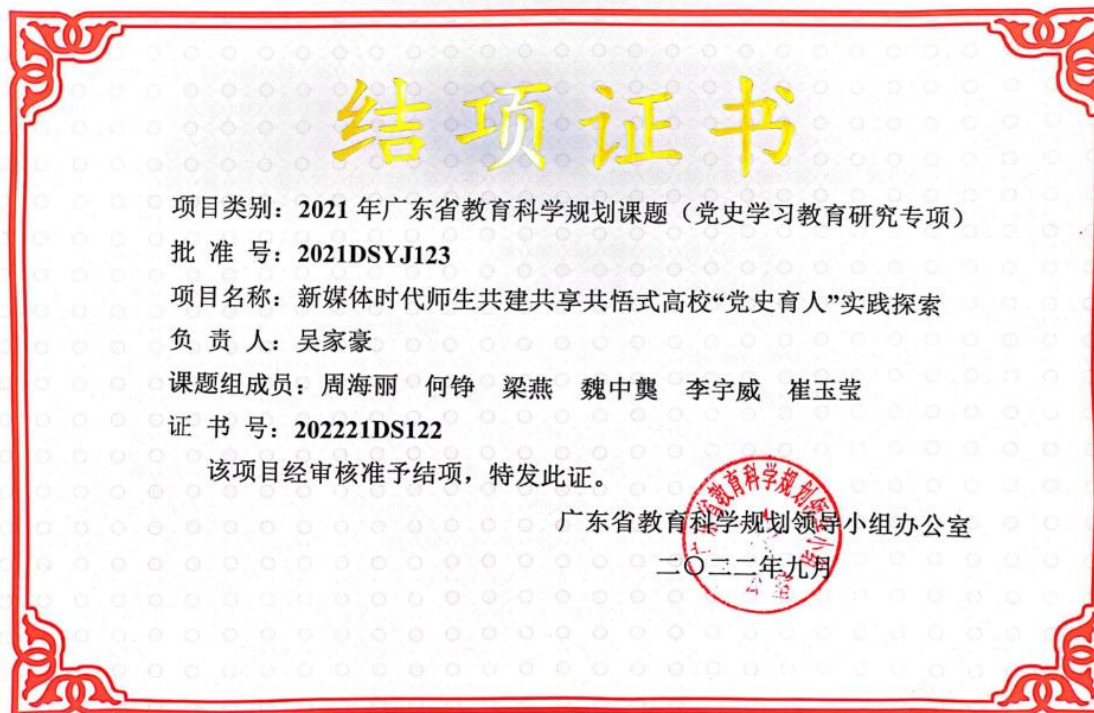 结项证书
项目类别：2021 年广东省教育科学规划课题（党史学习教育研究专项）
批 准 号：2021DSYJ123
项目名称：新媒体时代师生共建共享共悟式高校“党史育人”实践探索
负 责 人：吴家豪
课题组成员：周海丽 何铮 梁燕 魏中龑 李宇威 崔玉莹
证 书 号：202221DS122
该项目经审核准予结项，特发此证。
广东省教育科学规划领导小组办公室
二〇二二年九月